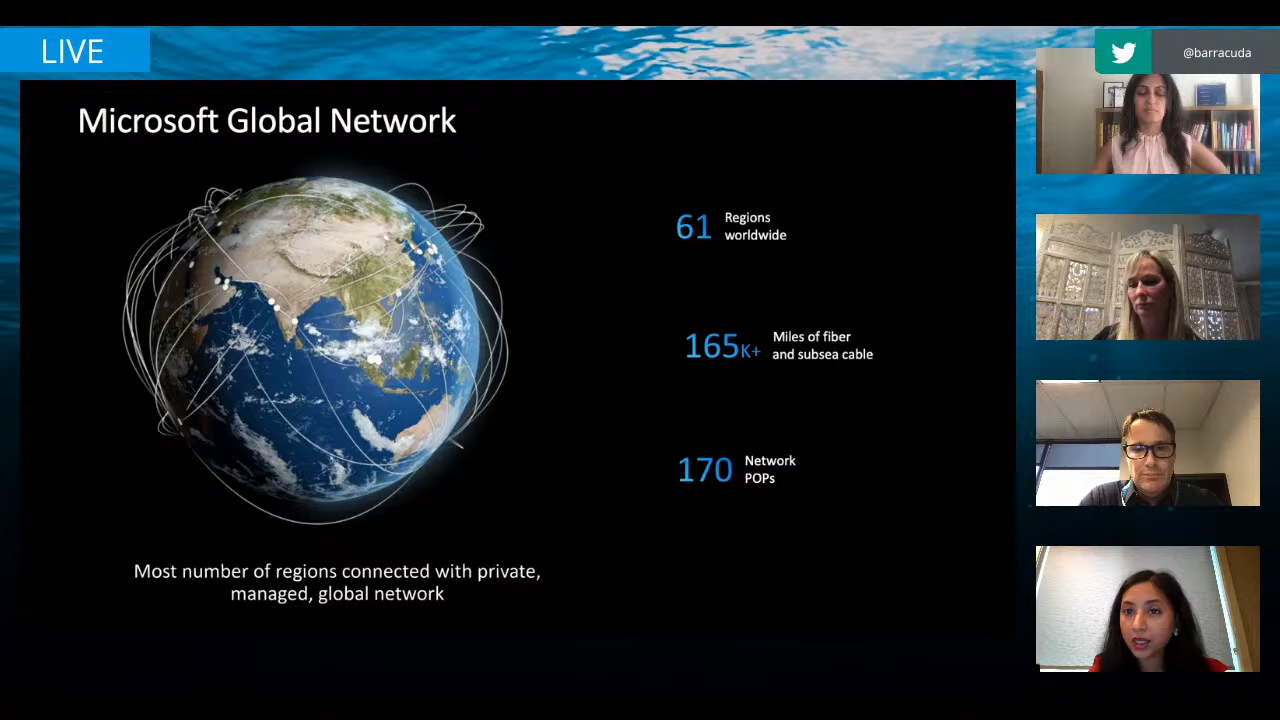 LIVE
@barracuda
Microsoft Global Network
61 Regions
worldwide
165K+ Miles of fiber
and subsea cable
170 Network
POPs
Most number of regions connected with private,
managed, global network